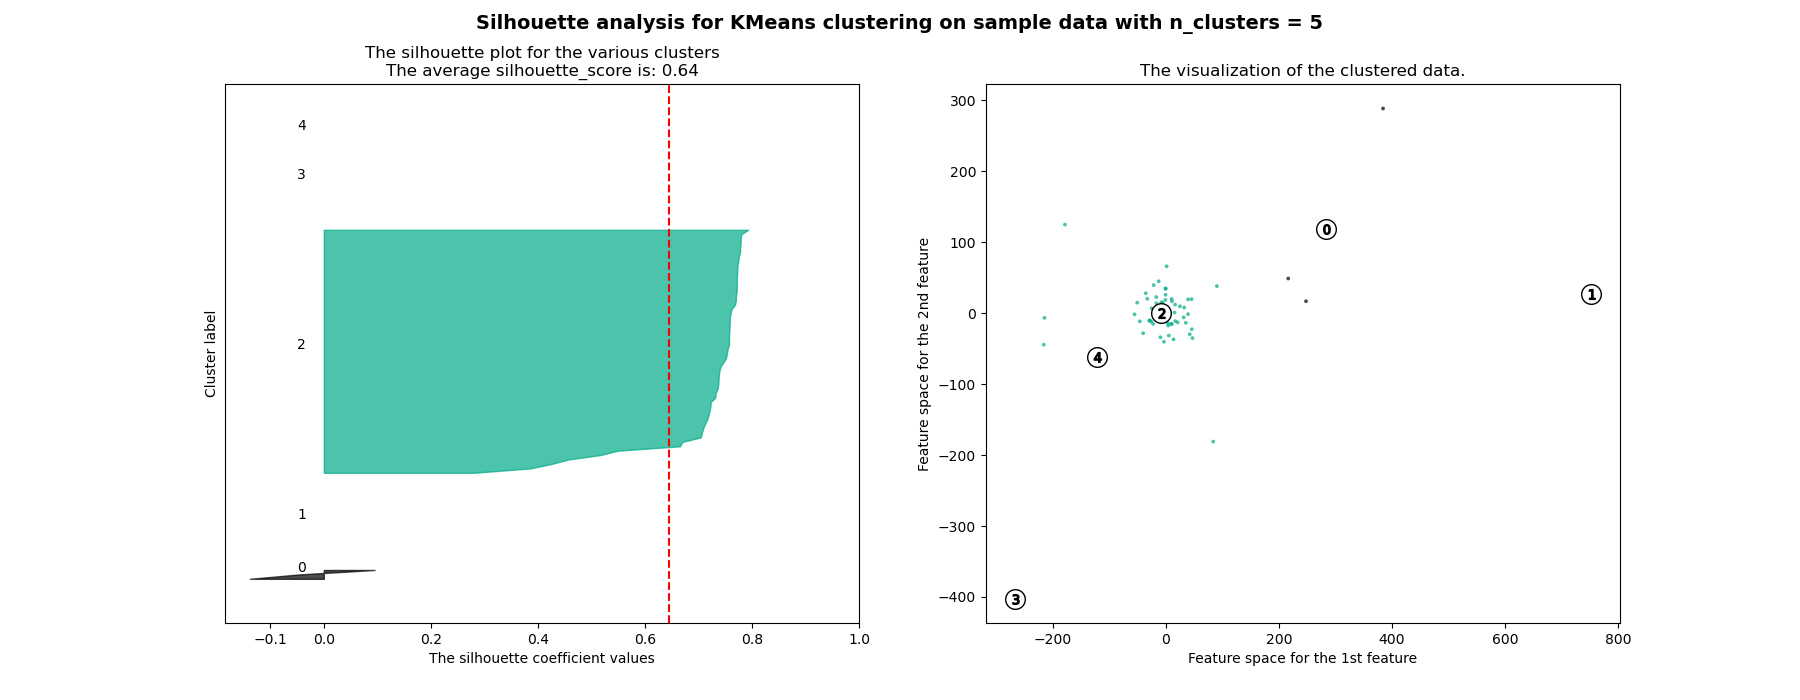 Silhouette analysis for KMeans clustering on sample data with n_clusters = 5
The silhouette plot for the various clusters
The average silhouette_score is: 0.64
4
3
2
1
0
Cluster label
−0.1 0.0 0.2 0.4 0.6 0.8 1.0
The silhouette coefficient values
The visualization of the clustered data.
300
200
100
0
−100
−200
−300
−400
Feature space for the 2nd feature
0
1
2
4
3
−200 0 200 400 600 800
Feature space for the 1st feature